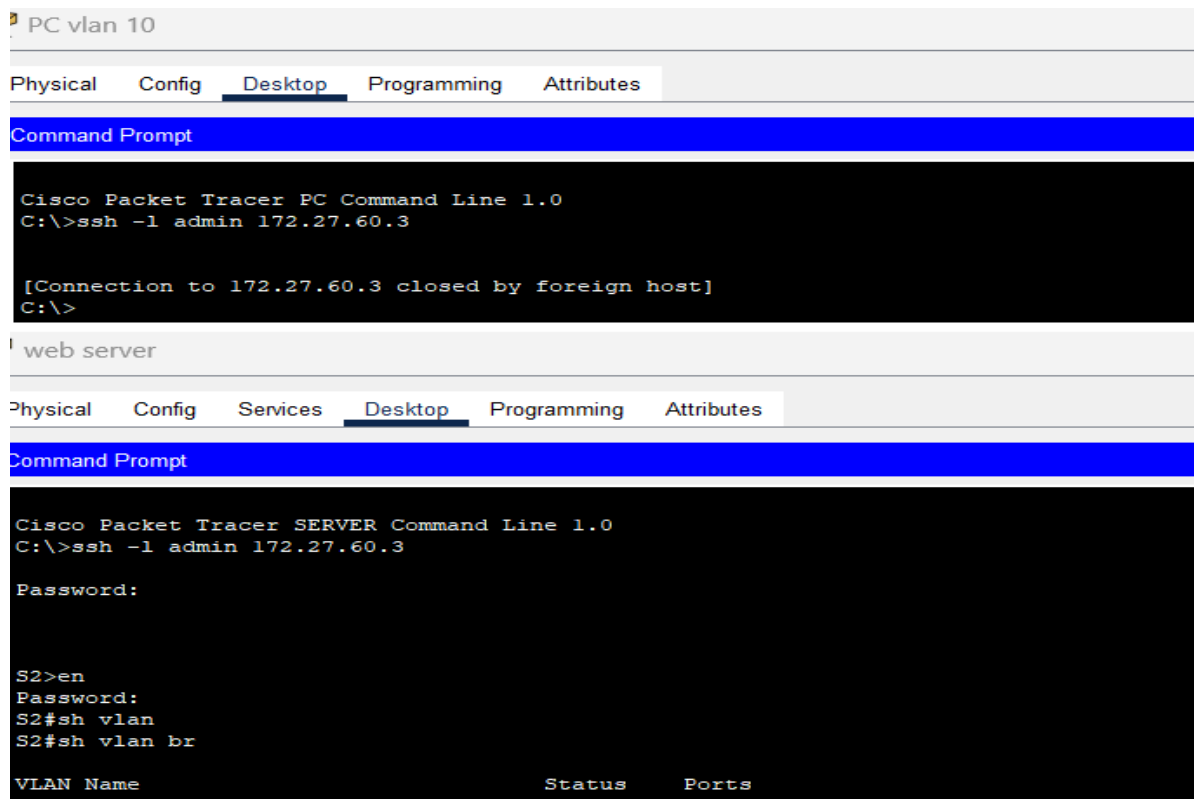 PC vlan 10
Physical Config Desktop Programming Attributes
Command Prompt
Cisco Packet Tracer PC Command Line 1.0
C:\>ssh -l admin 172.27.60.3
[Connection to 172.27.60.3 closed by foreign host]
C:\>
web server
Physical Config Services Desktop Programming Attributes
Command Prompt
Cisco Packet Tracer SERVER Command Line 1.0
C:\>ssh -l admin 172.27.60.3
Password:
S2>en
Password:
S2#sh vlan
S2#sh vlan br
VLAN Name Status Ports